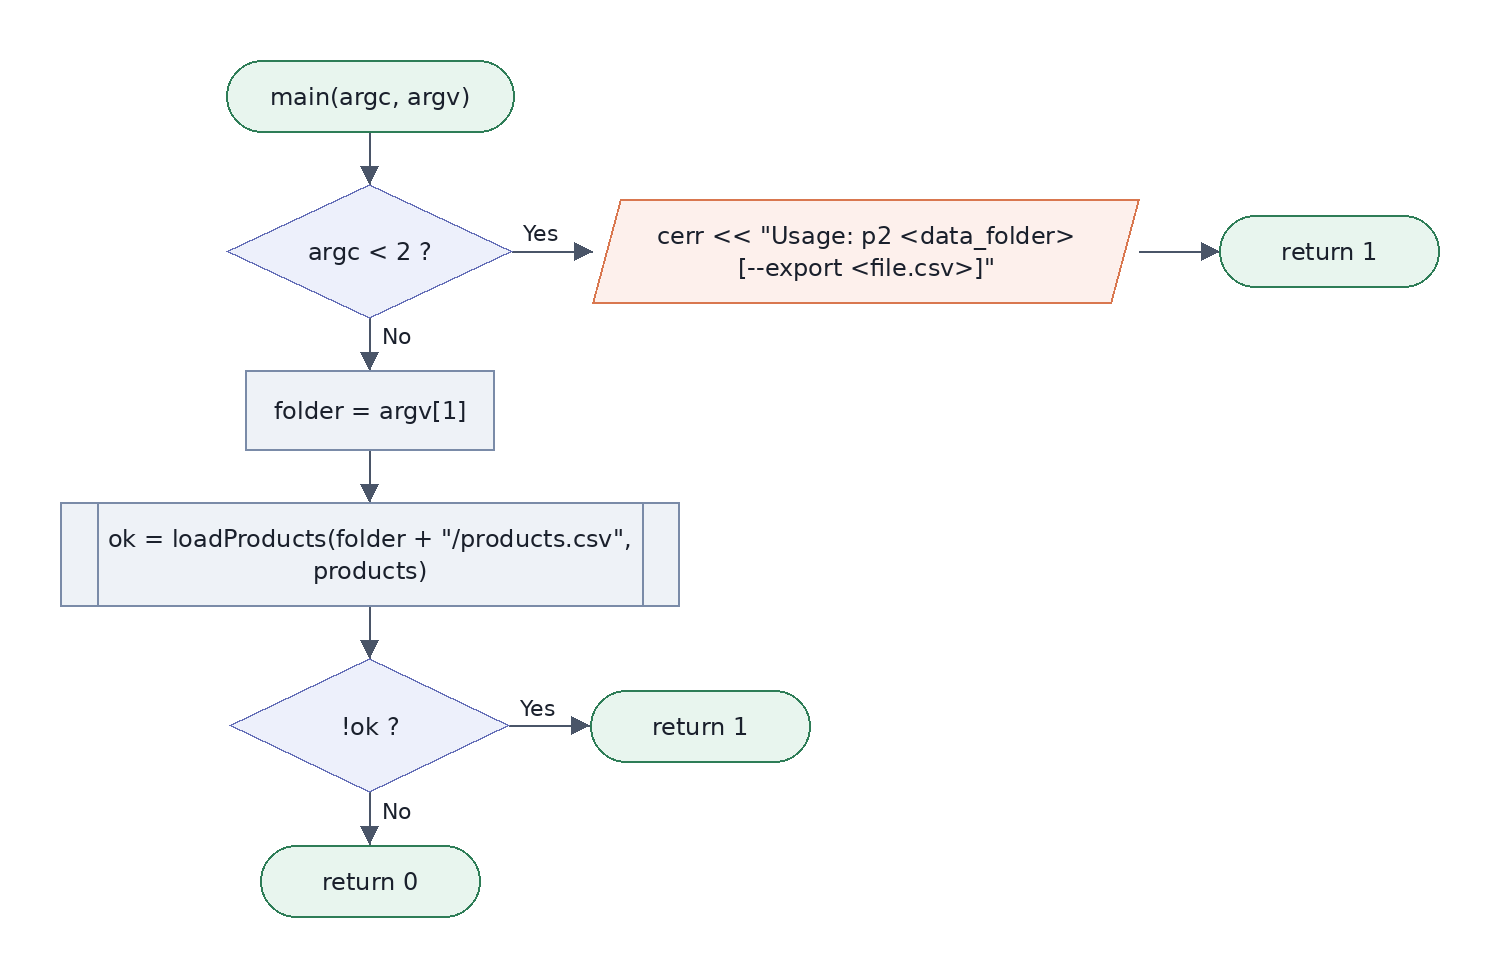 main(argc, argv)
argc < 2 ?
Yes
cerr << "Usage: p2 <data_folder>
[--export <file.csv>]"
return 1
No
folder = argv[1]
ok = loadProducts(folder + "/products.csv",
products)
!ok ?
Yes
return 1
No
return 0